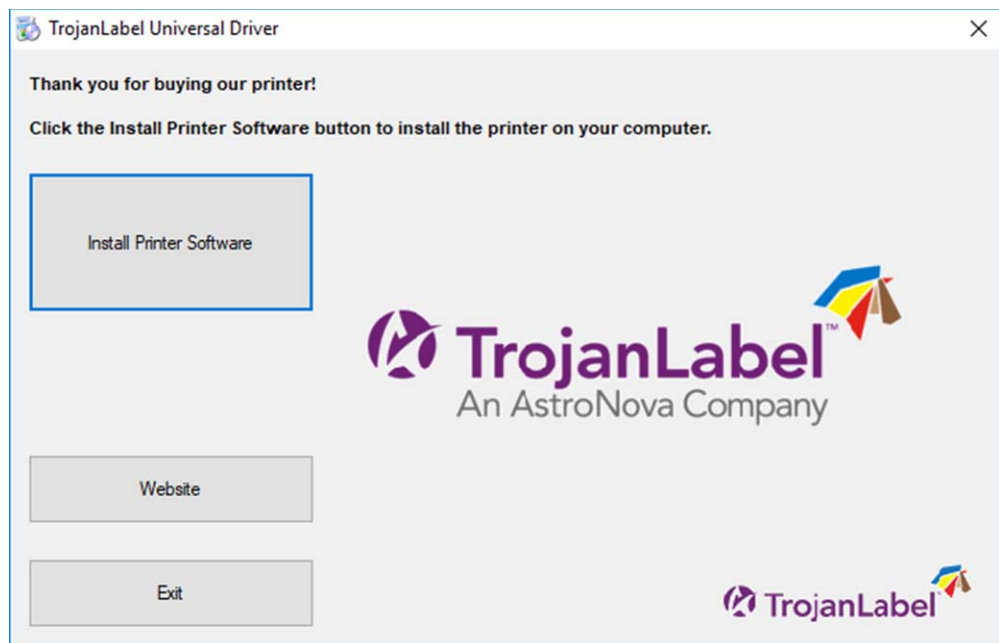 TrojanLabel Universal Driver
Thank you for buying our printer!
Click the Install Printer Software button to install the printer on your computer.
Install Printer Software
TrojanLabel™
An AstroNova Company
Website
Exit
TrojanLabel